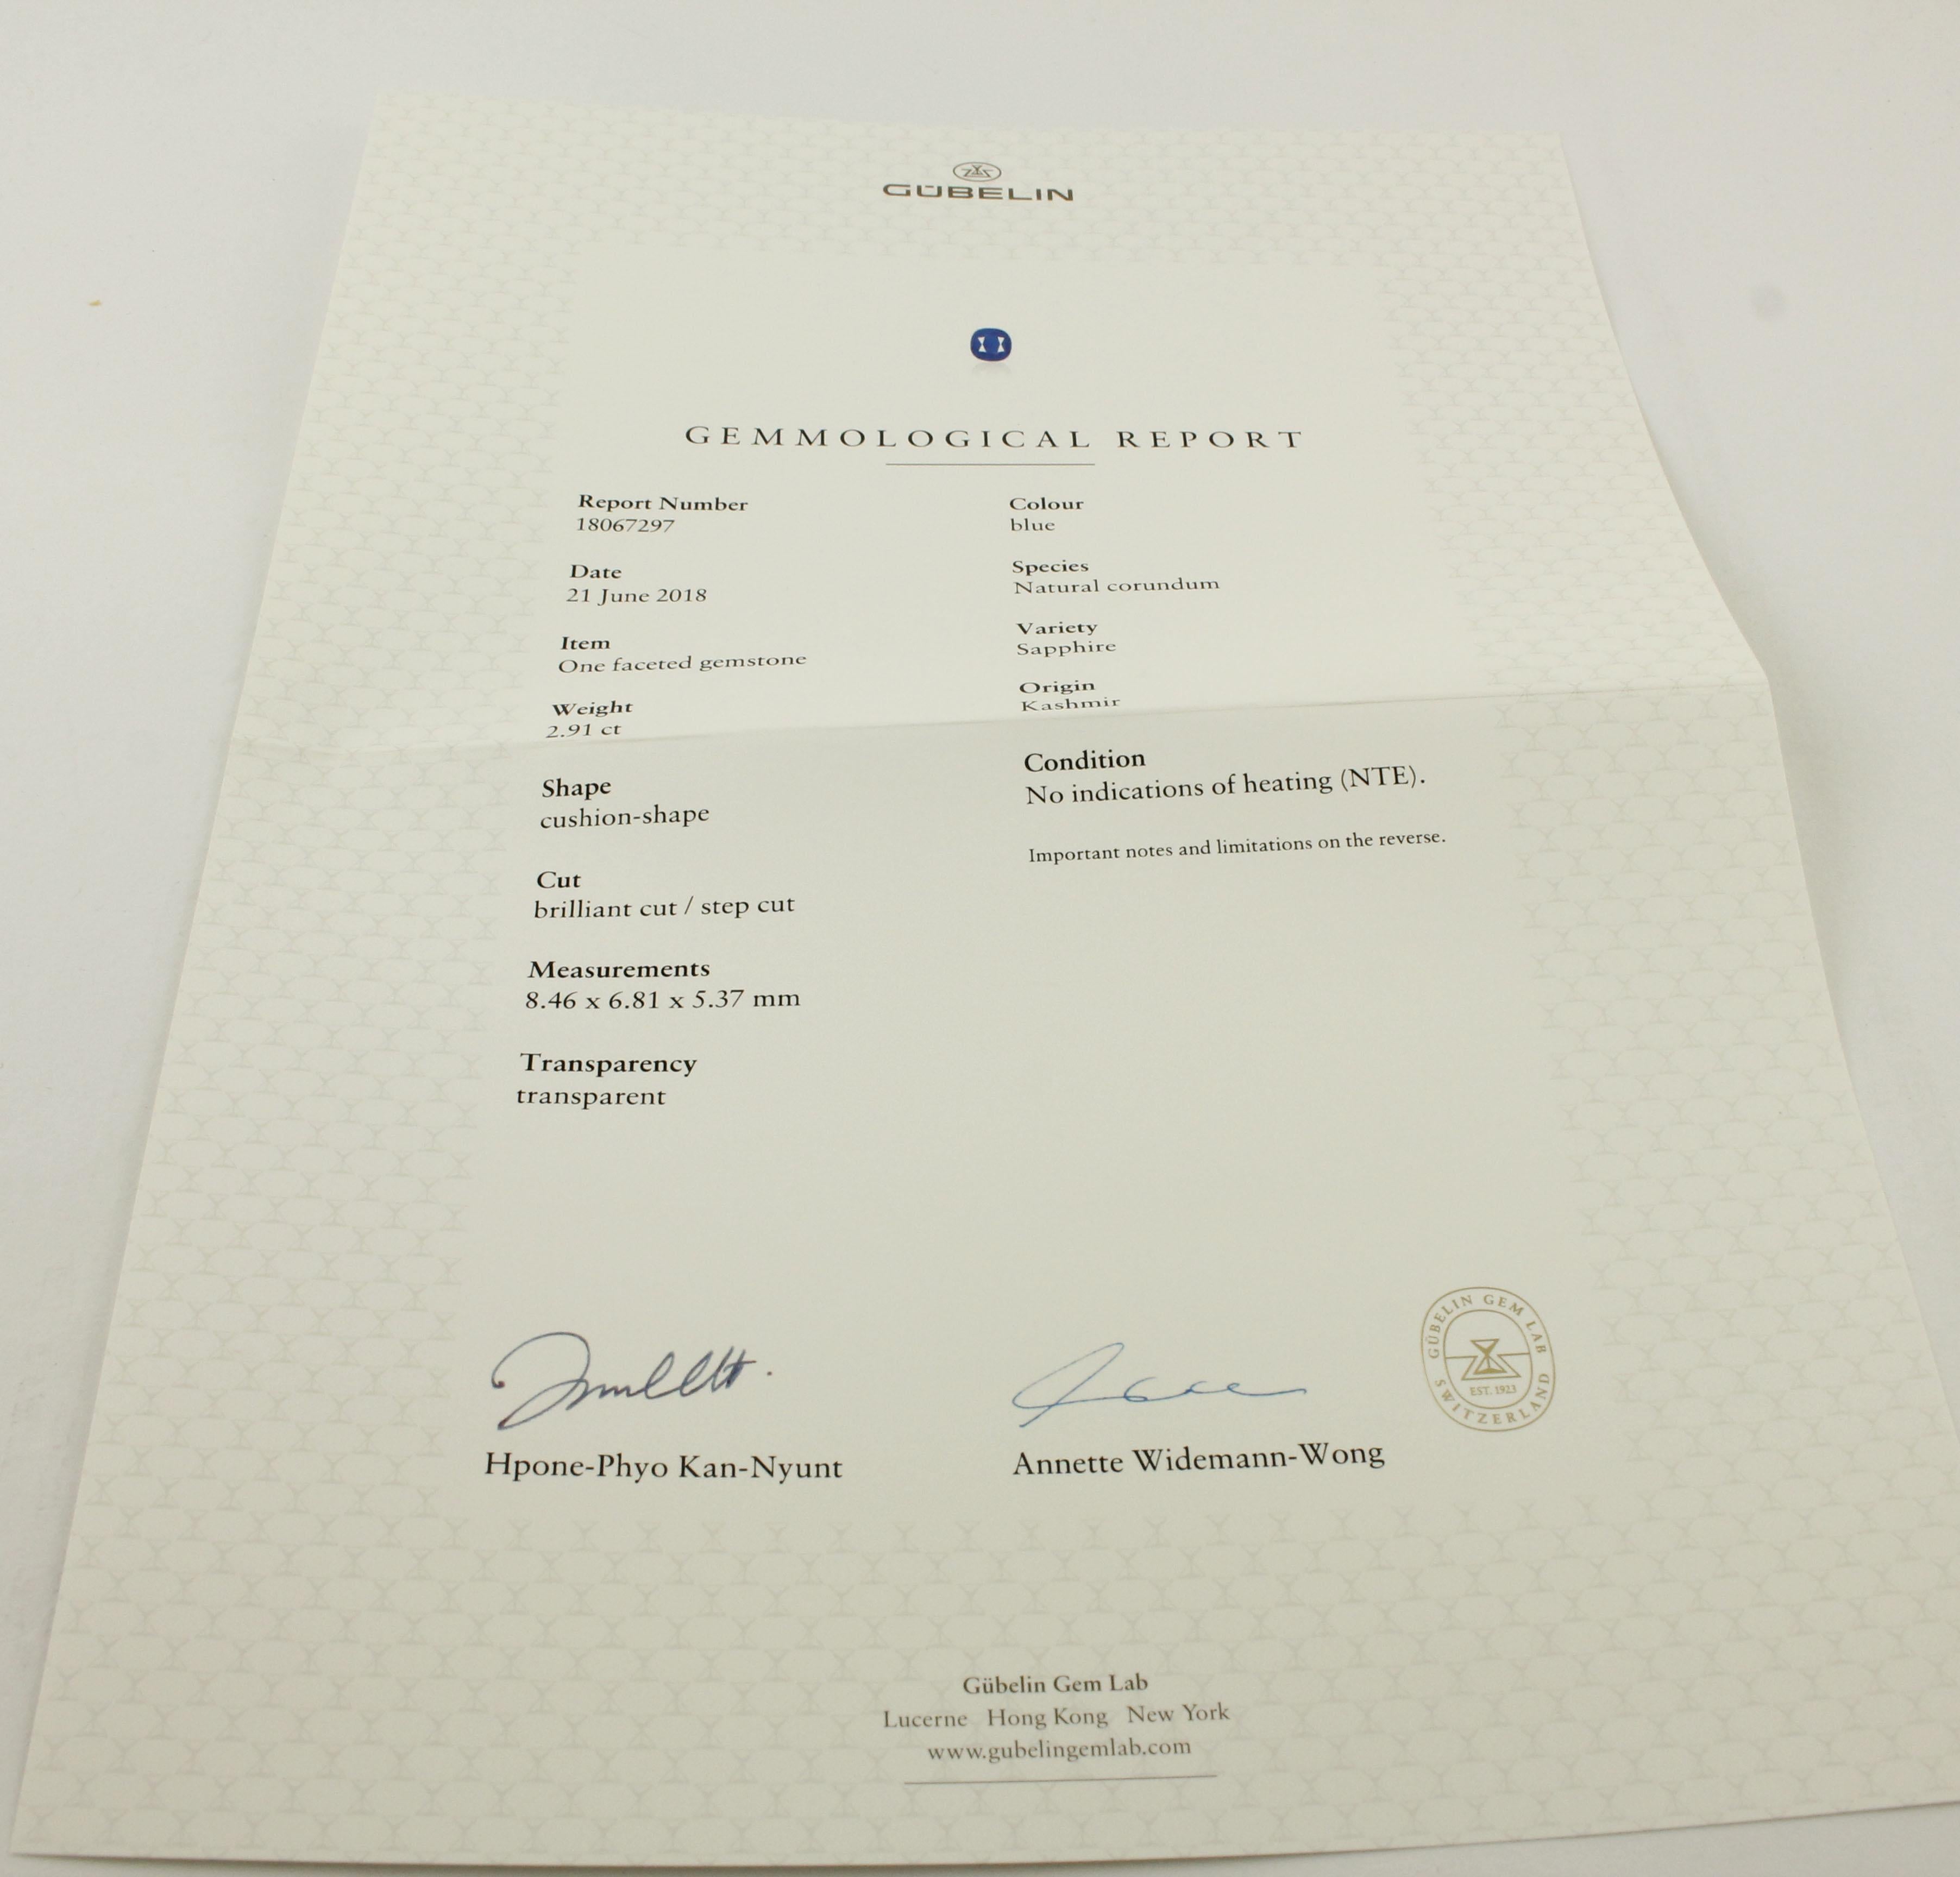 GÜBELIN
GEMMOLOGICAL REPORT
Report Number
18067297
Date
21 June 2018
Item
One faceted gemstone
Weight
2.91 ct
Shape
cushion-shape
Cut
brilliant cut / step cut
Measurements
8.46 x 6.81 x 5.37 mm
Transparency
transparent
Colour
blue
Species
Natural corundum
Variety
Sapphire
Origin
Kashmir
Condition
No indications of heating (NTE).
Important notes and limitations on the reverse.
Hpone-Phyo Kan-Nyunt
Annette Widemann-Wong
GÜBELIN GEM LAB
EST. 1923
SWITZERLAND
Gübelin Gem Lab
Lucerne Hong Kong New York
www.gubelingemlab.com